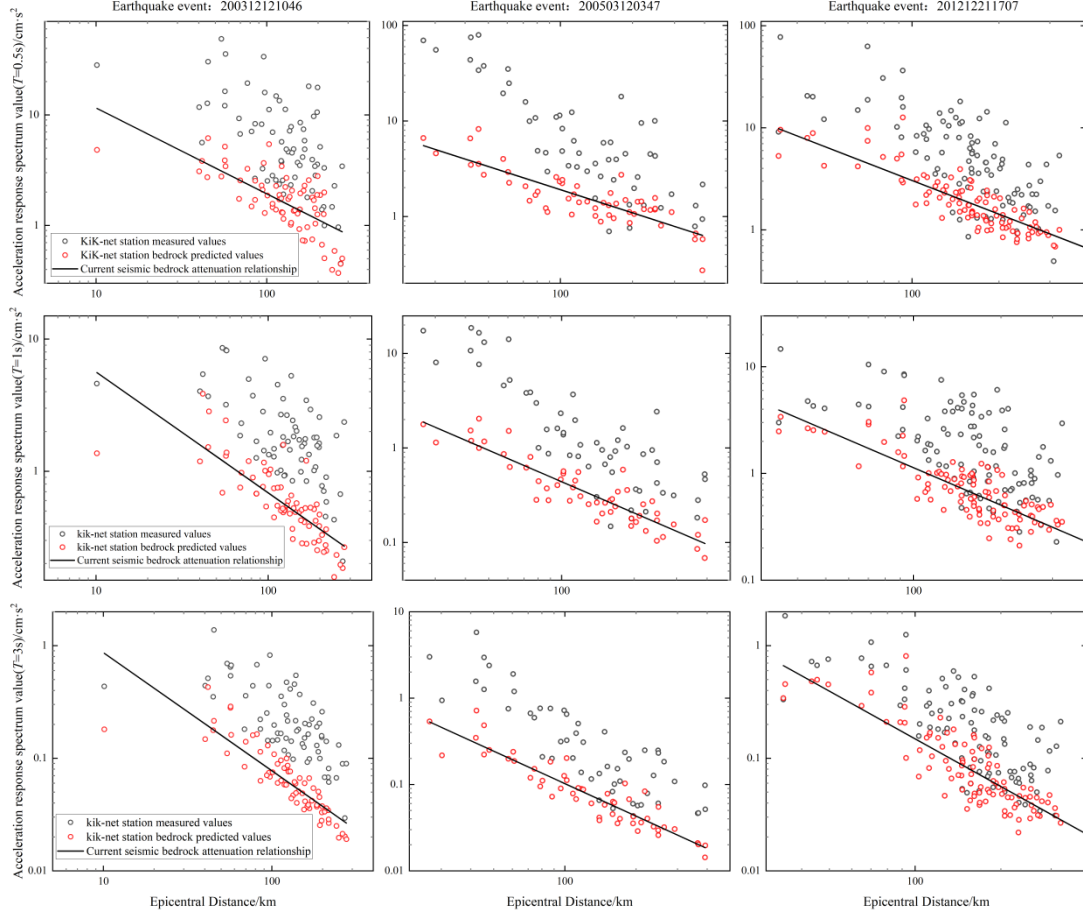 Earthquake event：200312121046
Earthquake event：200503120347
Earthquake event：201212211707
Acceleration response spectrum value(T=0.5s)/cm·s²
10
1
KiK-net station measured values
KiK-net station bedrock predicted values
Current seismic bedrock attenuation relationship
10
100
10
1
100
10
1
100
Acceleration response spectrum value(T=1s)/cm·s²
10
1
kik-net station measured values
kik-net station bedrock predicted values
Current seismic bedrock attenuation relationship
10
100
10
1
0.1
100
10
1
0.1
100
Acceleration response spectrum value(T=3s)/cm·s²
1
0.1
0.01
kik-net station measured values
kik-net station bedrock predicted values
Current seismic bedrock attenuation relationship
10
100
Epicentral Distance/km
10
1
0.1
0.01
100
Epicentral Distance/km
1
0.1
0.01
100
Epicentral Distance/km